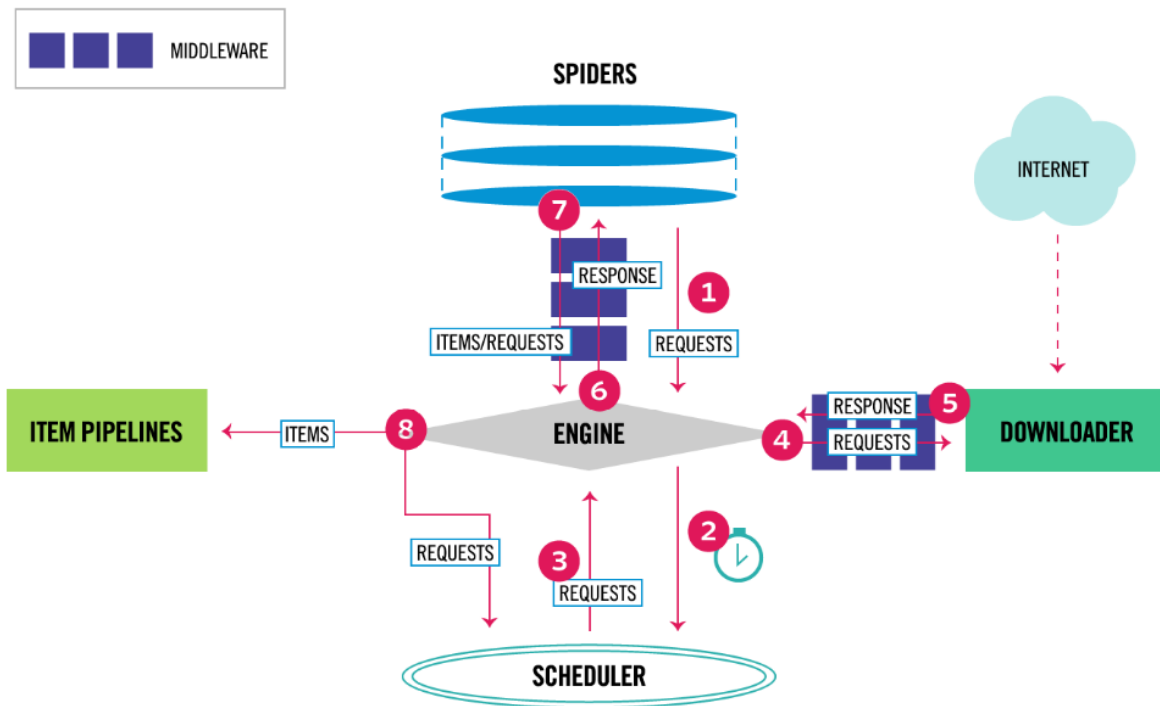 MIDDLEWARE
SPIDERS
INTERNET
7
RESPONSE
1
ITEMS/REQUESTS
REQUESTS
6
5
RESPONSE
ITEM PIPELINES
ITEMS
8
ENGINE
4
REQUESTS
DOWNLOADER
2
REQUESTS
3
REQUESTS
SCHEDULER